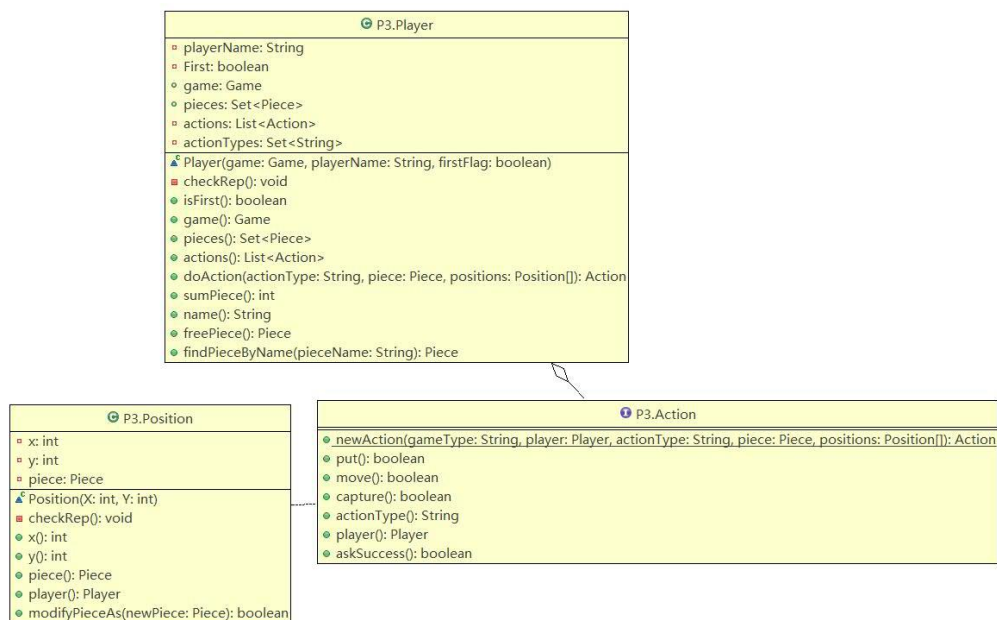 P3.Player
playerName: String
First: boolean
game: Game
pieces: Set<Piece>
actions: List<Action>
actionTypes: Set<String>
Player(game: Game, playerName: String, firstFlag: boolean)
checkRep(): void
isFirst(): boolean
game(): Game
pieces(): Set<Piece>
actions(): List<Action>
doAction(actionType: String, piece: Piece, positions: Position[]): Action
sumPiece(): int
name(): String
freePiece(): Piece
findPieceByName(pieceName: String): Piece
P3.Position
x: int
y: int
piece: Piece
Position(X: int, Y: int)
checkRep(): void
x(): int
y(): int
piece(): Piece
player(): Player
modifyPieceAs(newPiece: Piece): boolean
P3.Action
newAction(gameType: String, player: Player, actionType: String, piece: Piece, positions: Position[]): Action
put(): boolean
move(): boolean
capture(): boolean
actionType(): String
player(): Player
askSuccess(): boolean